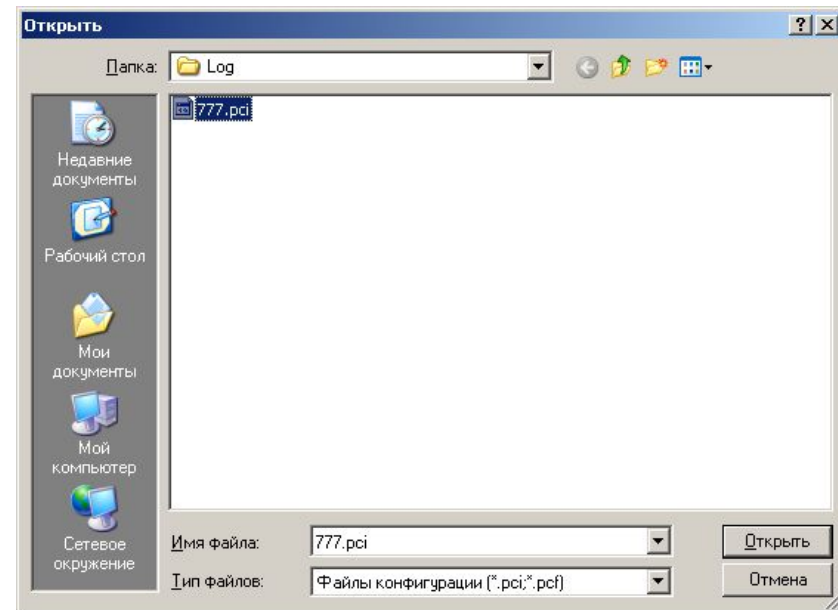 Открыть
Папка: Log
777.pci
Недавние
документы
Рабочий стол
Мои
документы
Мой
компьютер
Сетевое
окружение
Имя файла: 777.pci Открыть
Тип файлов: Файлы конфигурации (*.pci;*.pcf) Отмена